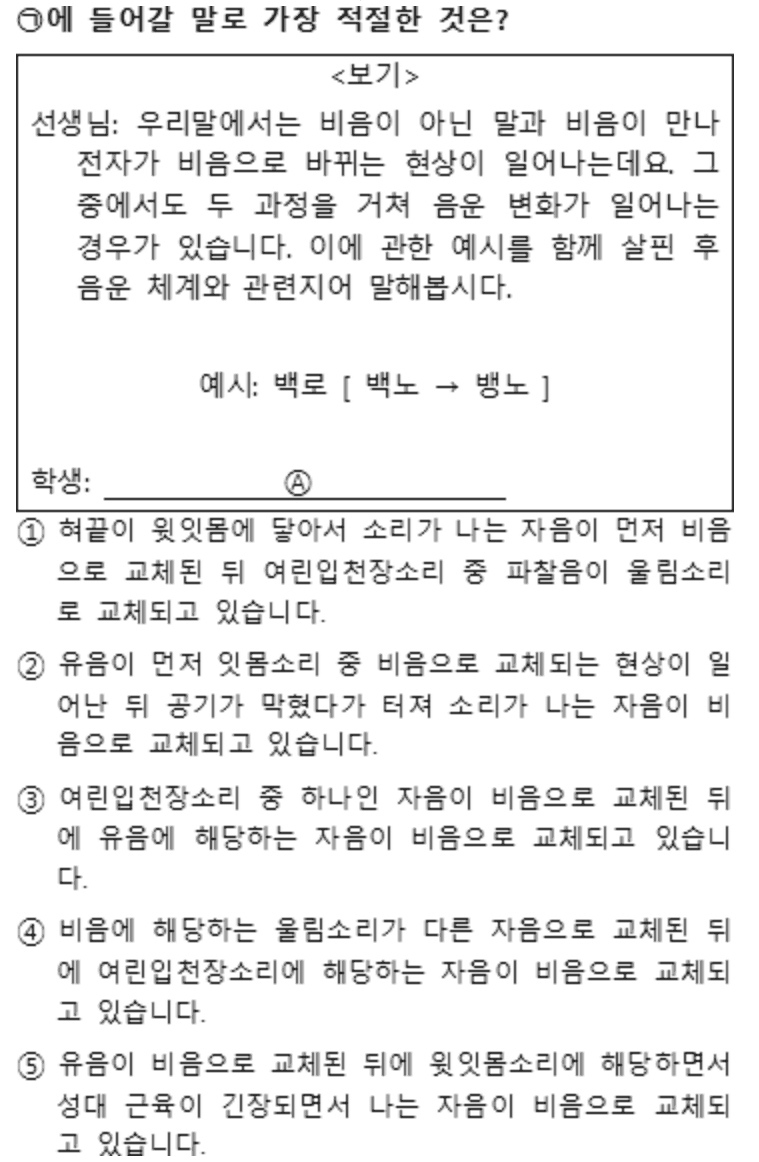 ㉠에 들어갈 말로 가장 적절한 것은?
<보기>
선생님: 우리말에서는 비음이 아닌 말과 비음이 만나
전자가 비음으로 바뀌는 현상이 일어나는데요. 그
중에서도 두 과정을 거쳐 음운 변화가 일어나는
경우가 있습니다. 이에 관한 예시를 함께 살핀 후
음운 체계와 관련지어 말해봅시다.
예시: 백로 [ 백노 → 뱅노 ]
학생: Ⓐ
① 혀끝이 윗잇몸에 닿아서 소리가 나는 자음이 먼저 비음
으로 교체된 뒤 여린입천장소리 중 파찰음이 울림소리
로 교체되고 있습니다.
② 유음이 먼저 잇몸소리 중 비음으로 교체되는 현상이 일
어난 뒤 공기가 막혔다가 터져 소리가 나는 자음이 비
음으로 교체되고 있습니다.
③ 여린입천장소리 중 하나인 자음이 비음으로 교체된 뒤
에 유음에 해당하는 자음이 비음으로 교체되고 있습니
다.
④ 비음에 해당하는 울림소리가 다른 자음으로 교체된 뒤
에 여린입천장소리에 해당하는 자음이 비음으로 교체되
고 있습니다.
⑤ 유음이 비음으로 교체된 뒤에 윗잇몸소리에 해당하면서
성대 근육이 긴장되면서 나는 자음이 비음으로 교체되
고 있습니다.